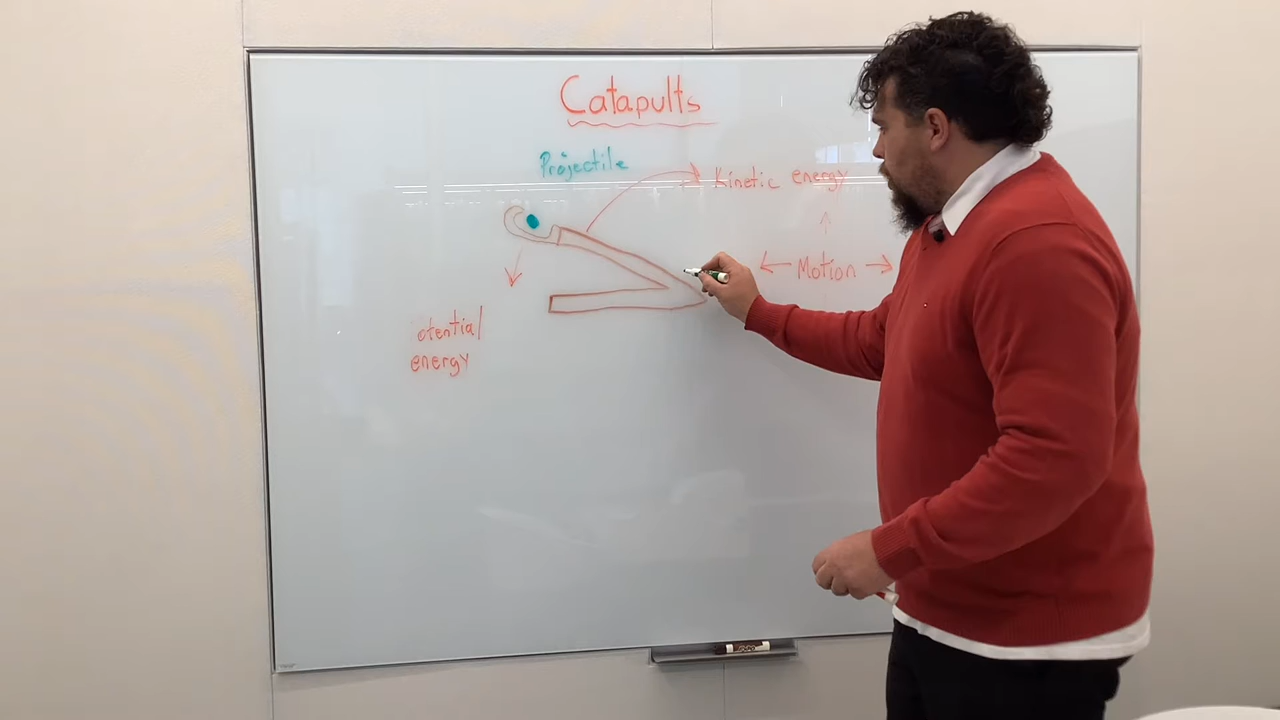 Catapults
Projectile
Kinetic energy
Motion
otential
energy